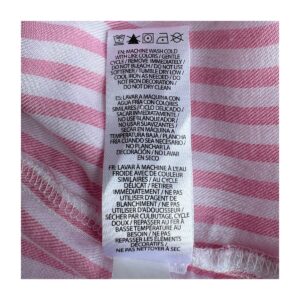 EN: MACHINE WASH COLD
WITH LIKE COLORS / GENTLE
CYCLE / REMOVE IMMEDIATELY /
DO NOT BLEACH / DO NOT USE
SOFTENER / TUMBLE DRY LOW /
COOL IRON AS NEEDED / DO
NOT IRON DECORATION /
DO NOT DRY CLEAN
ES: LAVAR A MÁQUINA CON
AGUA FRIA CON COLORES
SIMILARES / CICLO DELICADO /
SACAR INMEDIATAMENTE /
NO USAR BLANQUEADOR /
NO USAR SUAVIZANTES /
SECAR EN MÁQUINA A
TEMPERATURA BAJA / PLANCHA
FRIA CUANDO SEA NECESARIO /
NO PLANCHAR LA
DECORACIÓN / NO LAVAR
EN SECO
FR: LAVAR À MACHINE À L'EAU
FROIDE AVEC DE COULEUR
SIMILAIRES / AU CYCLE
DÉLICAT / RETIRER
IMMÉDIATEMENT / NE PAS
UTILISER D'AGENT DE
BLANCHIMENT / NE PAS
UTILISER D'ADOUCISSEUR /
SÉCHER PAR CULBUTAGE, CYCLE
DOUX / REPASSER AU FER À
BASSE TEMPÉRATURE AU
BESOIN / NE PAS
REPASSER LES ÉLÉMENTS
DÉCORATIFS /
NE PAS NETTOYER À SEC